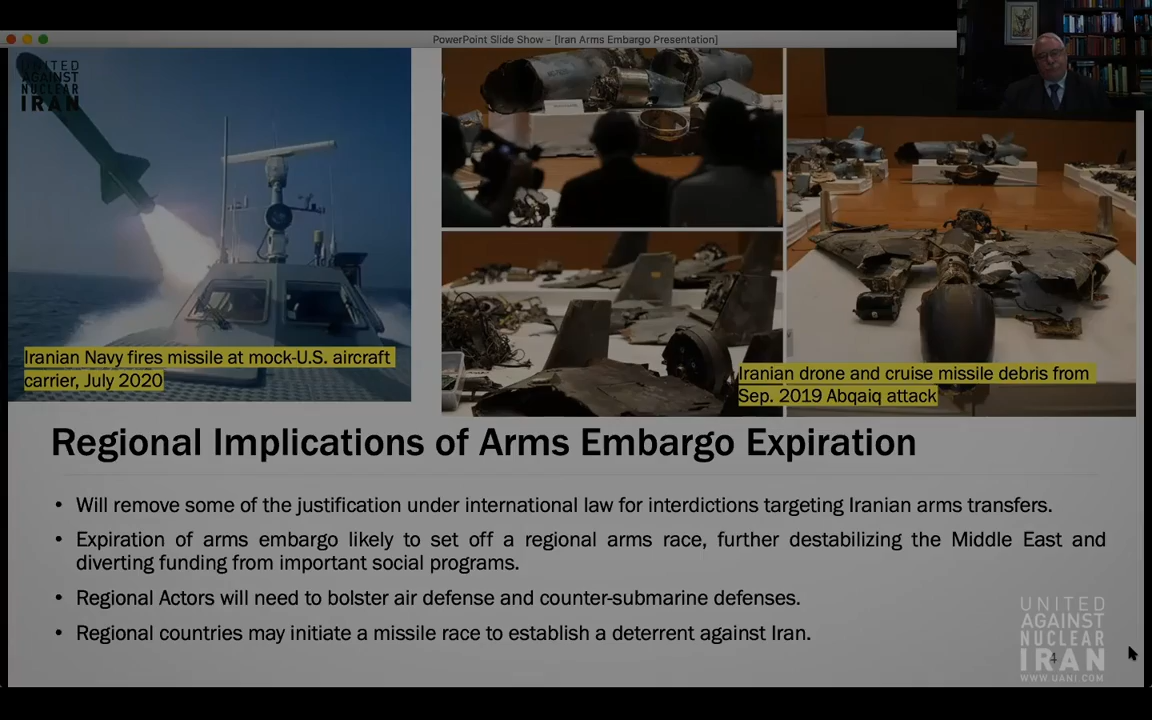 PowerPoint Slide Show - [Iran Arms Embargo Presentation]
UNITED
AGAINST
NUCLEAR
IRAN
Iranian Navy fires missile at mock-U.S. aircraft
carrier, July 2020
Iranian drone and cruise missile debris from
Sep. 2019 Abqaiq attack
Regional Implications of Arms Embargo Expiration
• Will remove some of the justification under international law for interdictions targeting Iranian arms transfers.
• Expiration of arms embargo likely to set off a regional arms race, further destabilizing the Middle East and
diverting funding from important social programs.
• Regional Actors will need to bolster air defense and counter-submarine defenses.
• Regional countries may initiate a missile race to establish a deterrent against Iran.
UNITED
AGAINST
NUCLEAR
IRAN
4
WWW.UANI.COM